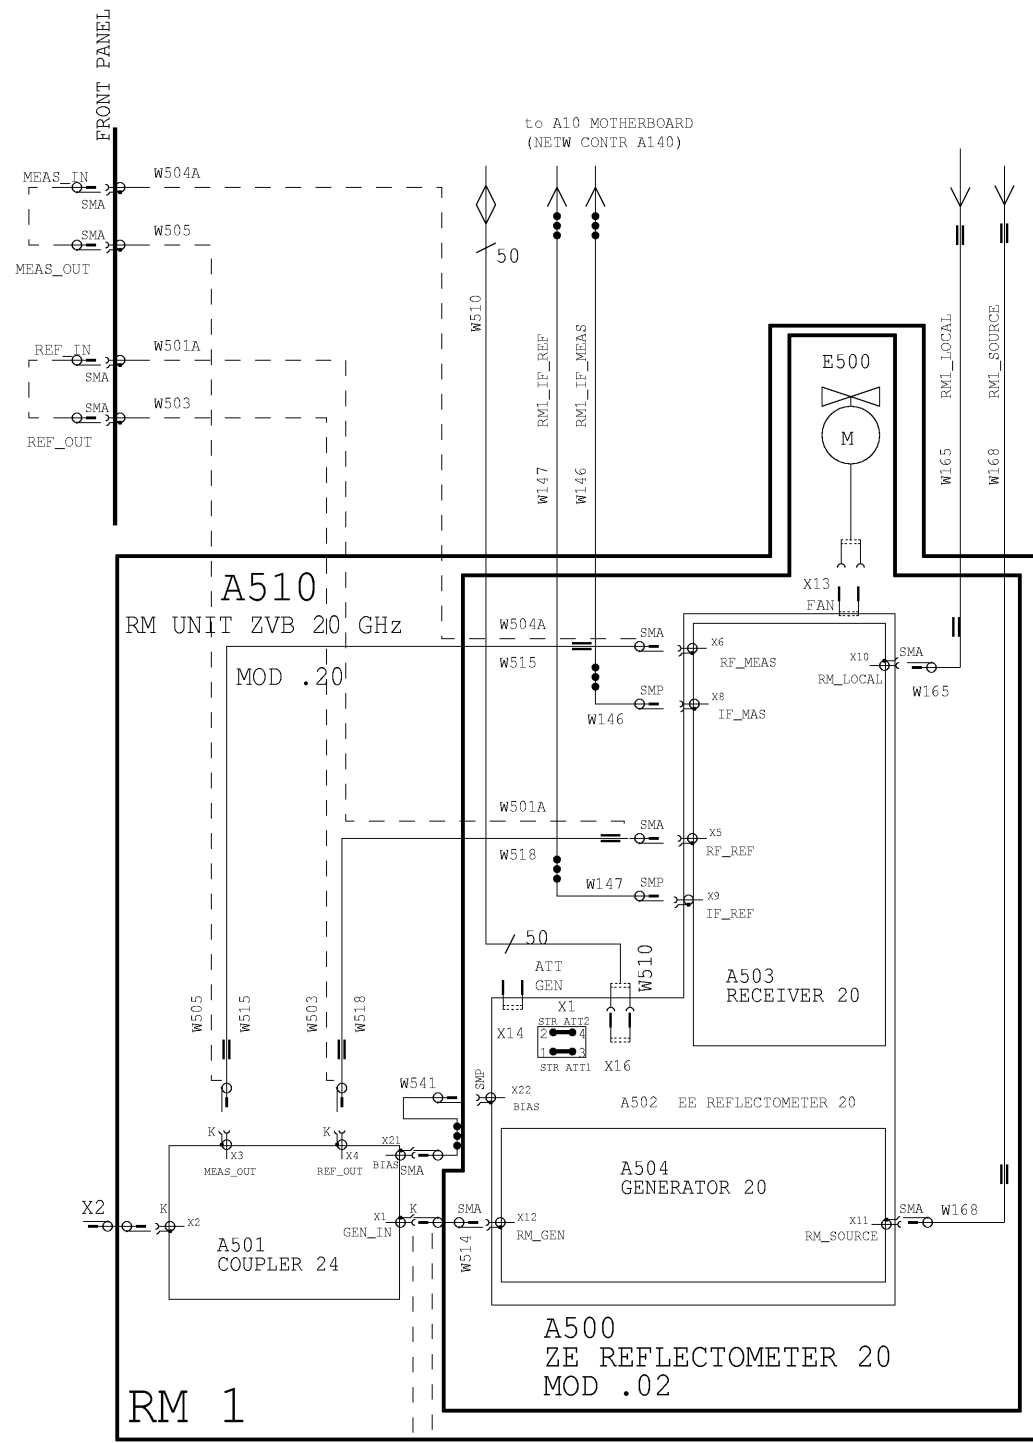 FRONT PANEL
to A10 MOTHERBOARD
(NETW CONTR A140)
MEAS_IN
W504A
SMA
SMA
W505
MEAS_OUT
50
W510
RM1_IF_REF
RM1_IF_MEAS
RM1_LOCAL
RM1_SOURCE
REF_IN
W501A
SMA
SMA
W503
REF_OUT
E500
M
W147
W146
W165
W168
A510
RM UNIT ZVB 20 GHz
MOD .20
X13
FAN
W504A
W515
SMA
X6
RF_MEAS
SMP
X8
IF_MAS
W146
X10
SMA
RM_LOCAL
W165
W501A
W518
SMA
X5
RF_REF
W147
SMP
X9
IF_REF
50
W510
ATT
GEN
A503
RECEIVER 20
X14
X1
STR ATT2
2
4
1
3
STR ATT1
X16
W505
W515
W503
W518
W541
SMP
X22
BIAS
A502 EE REFLECTOMETER 20
K
X3
MEAS_OUT
K
X4
REF_OUT
X21
BIAS
SMA
A504
GENERATOR 20
X2
K
X2
X1
K
GEN_IN
SMA
W514
X12
RM_GEN
X11
SMA
RM_SOURCE
W168
A501
COUPLER 24
A500
ZE REFLECTOMETER 20
MOD .02
RM 1